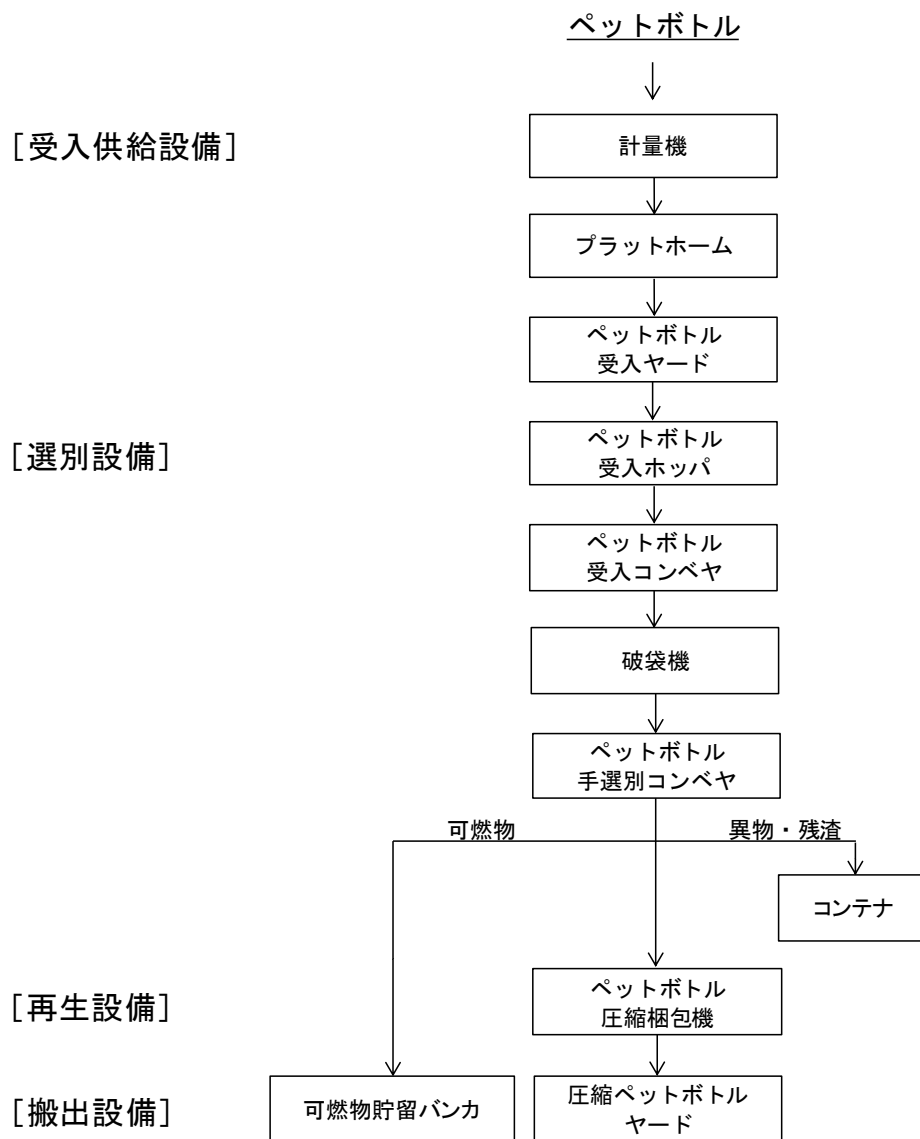 ペットボトル
[受入供給設備]
計量機
プラットホーム
ペットボトル
受入ヤード
[選別設備]
ペットボトル
受入ホッパ
ペットボトル
受入コンベヤ
破袋機
ペットボトル
手選別コンベヤ
可燃物
異物・残渣
コンテナ
[再生設備]
ペットボトル
圧縮梱包機
[搬出設備]
可燃物貯留バンカ
圧縮ペットボトル
ヤード